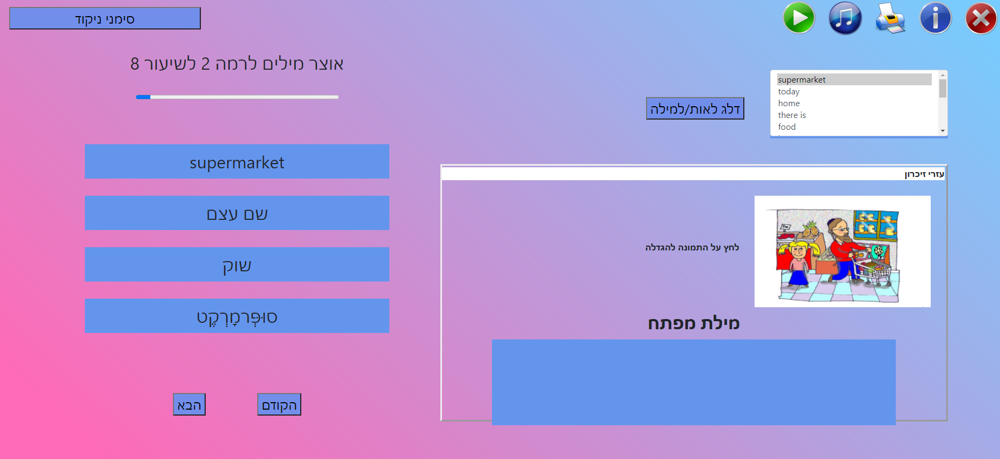 סימני ניקוד
אוצר מילים לרמה 2 לשיעור 8
דלג לאות/למילה
supermarket
today
home
there is
food
supermarket
שם עצם
שוק
סוּפְּרמָרְקֶט
הקודם
הבא
עזרי זיכרון
לחץ על התמונה להגדלה
מילת מפתח